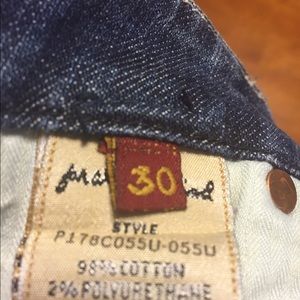 30
STYLE
P178C055U-055U
98% COTTON
2% POLYURETHANE